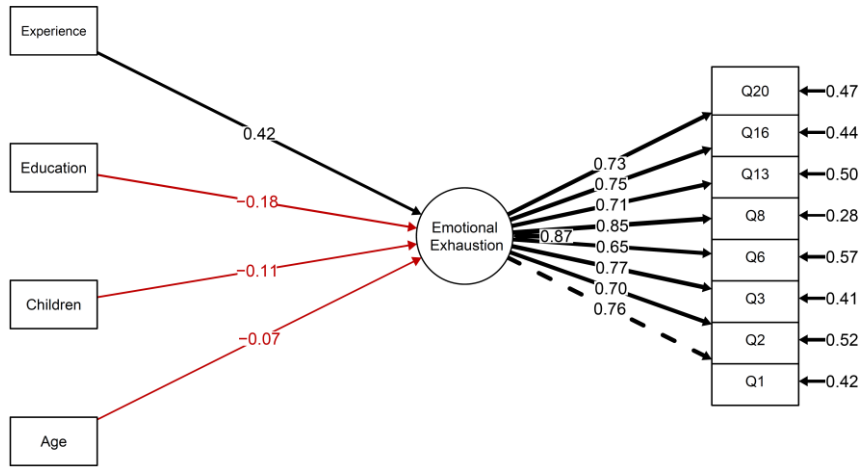 Experience
Education
Children
Age
0.42
−0.18
−0.11
−0.07
Emotional
Exhaustion
0.87
0.73
0.75
0.71
0.85
0.65
0.77
0.70
0.76
Q20
Q16
Q13
Q8
Q6
Q3
Q2
Q1
0.47
0.44
0.50
0.28
0.57
0.41
0.52
0.42